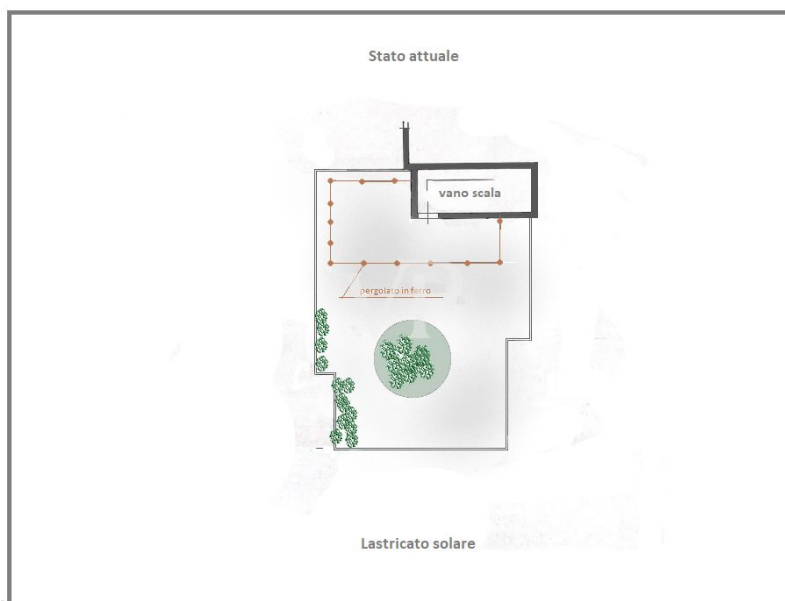 Stato attuale
vano scala
pergolato in ferro
Lastricato solare